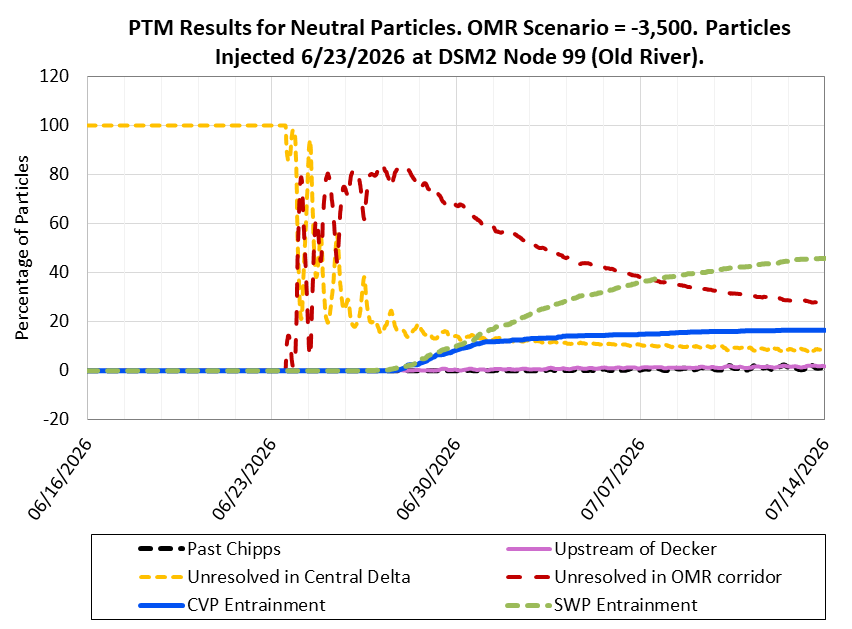 PTM Results for Neutral Particles. OMR Scenario = -3,500. Particles
Injected 6/23/2026 at DSM2 Node 99 (Old River).
120
100
80
60
40
20
0
-20
Percentage of Particles
06/16/2026
06/23/2026
06/30/2026
07/07/2026
07/14/2026
Past Chipps
Upstream of Decker
Unresolved in Central Delta
Unresolved in OMR corridor
CVP Entrainment
SWP Entrainment